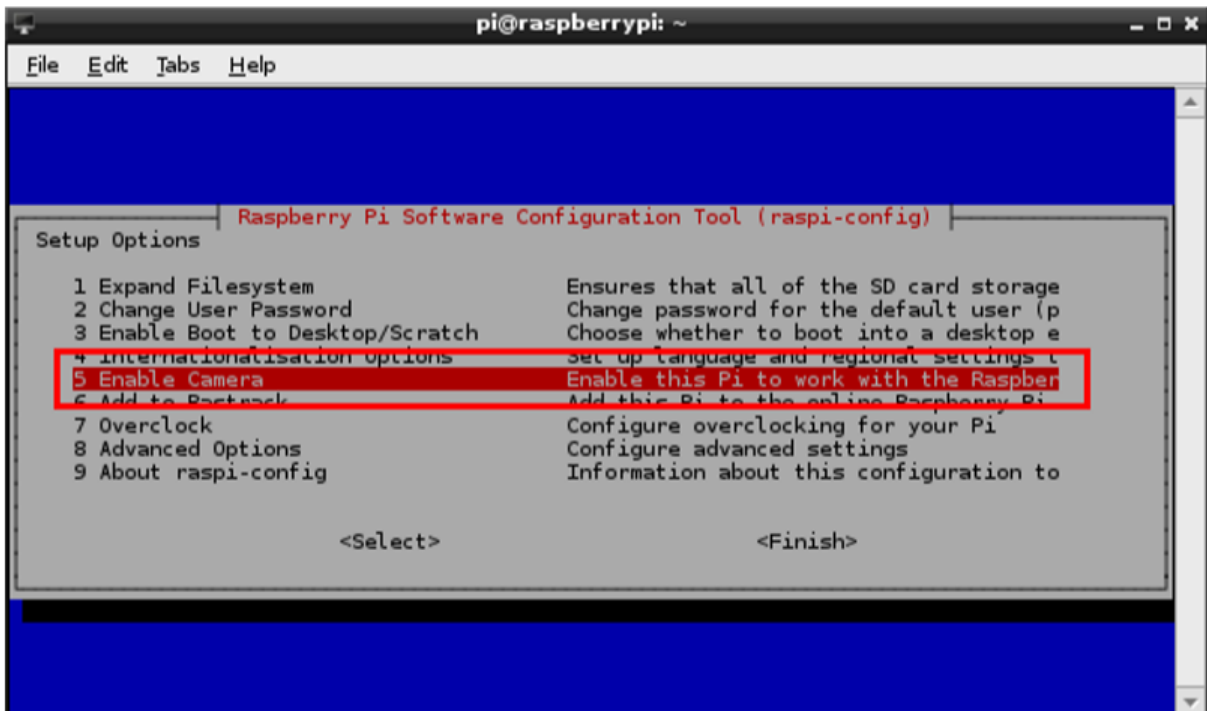 pi@raspberrypi: ~
File Edit Tabs Help
Raspberry Pi Software Configuration Tool (raspi-config)
Setup Options
1 Expand Filesystem Ensures that all of the SD card storage
2 Change User Password Change password for the default user (p
3 Enable Boot to Desktop/Scratch Choose whether to boot into a desktop e
4 Internationalisation Options Set up language and regional settings t
5 Enable Camera Enable this Pi to work with the Raspber
6 Add to Rastrack Add this Pi to the online Raspberry Pi
7 Overclock Configure overclocking for your Pi
8 Advanced Options Configure advanced settings
9 About raspi-config Information about this configuration to
<Select> <Finish>